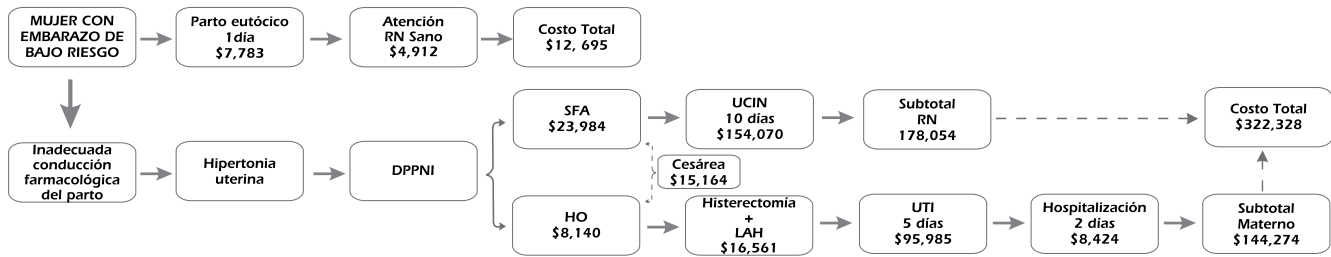 MUJER CON
EMBARAZO DE
BAJO RIESGO
Parto eutócico
1día
$7,783
Atención
RN Sano
$4,912
Costo Total
$12, 695
Inadecuada
conducción
farmacológica
del parto
Hipertonia
uterina
DPPNI
SFA
$23,984
UCIN
10 días
$154,070
Subtotal
RN
178,054
Costo Total
$322,328
Cesárea
$15,164
HO
$8,140
Histerectomía
+
LAH
$16,561
UTI
5 días
$95,985
Hospitalización
2 días
$8,424
Subtotal
Materno
$144,274